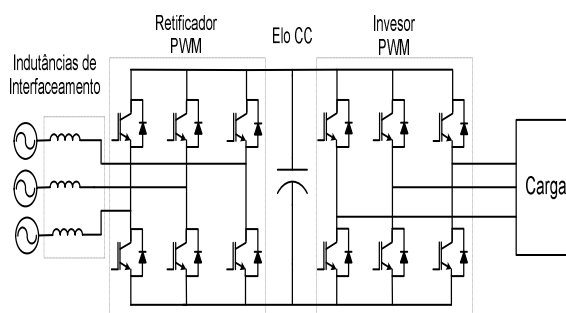 Retificador
PWM
Elo CC
Invesor
PWM
Indutâncias de
Interfaceamento
Carga